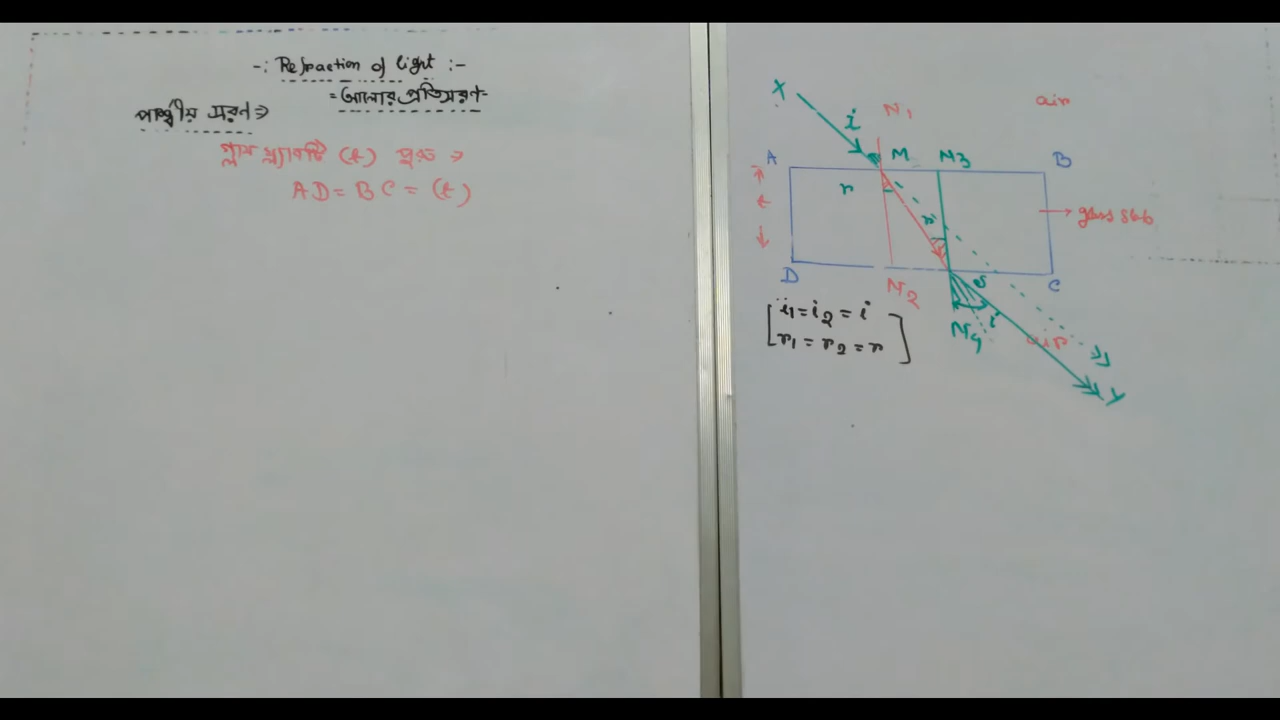 -: Refraction of light :-
= আলোর প্রতিসরণ-
পার্শ্বীয় সরণ ⇒
গ্লাস স্ল্যাবটি (t) পুরু ⇒
AD = BC = (t)
X
i
N1
air
A
M
N3
B
r
r
glass slab
t
D
N2
C
i1 = i2 = i
r1 = r2 = r
N4
i
air
Y